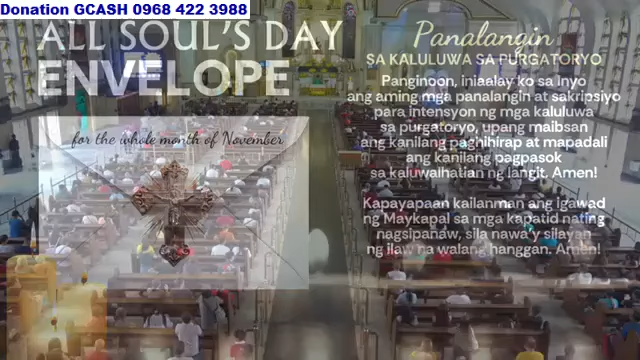 Donation GCASH 0968 422 3988
ALL SOUL'S DAY
ENVELOPE
for the whole month of November
Panalangin
SA KALULUWA SA PURGATORYO
Panginoon, iniaalay ko sa inyo
ang aming mga panalangin at sakripsiyo
para intensyon ng mga kaluluwa
sa purgatoryo, upang maibsan
ang kanilang paghihirap at mapadali
ang kanilang pagpasok
sa kaluwalhatian ng langit. Amen!
Kapayapaan kailanman ang igawad
ng Maykapal sa mga kapatid nating
nagsipanaw, sila nawa'y silayan
ng ilaw na walang hanggan. Amen!